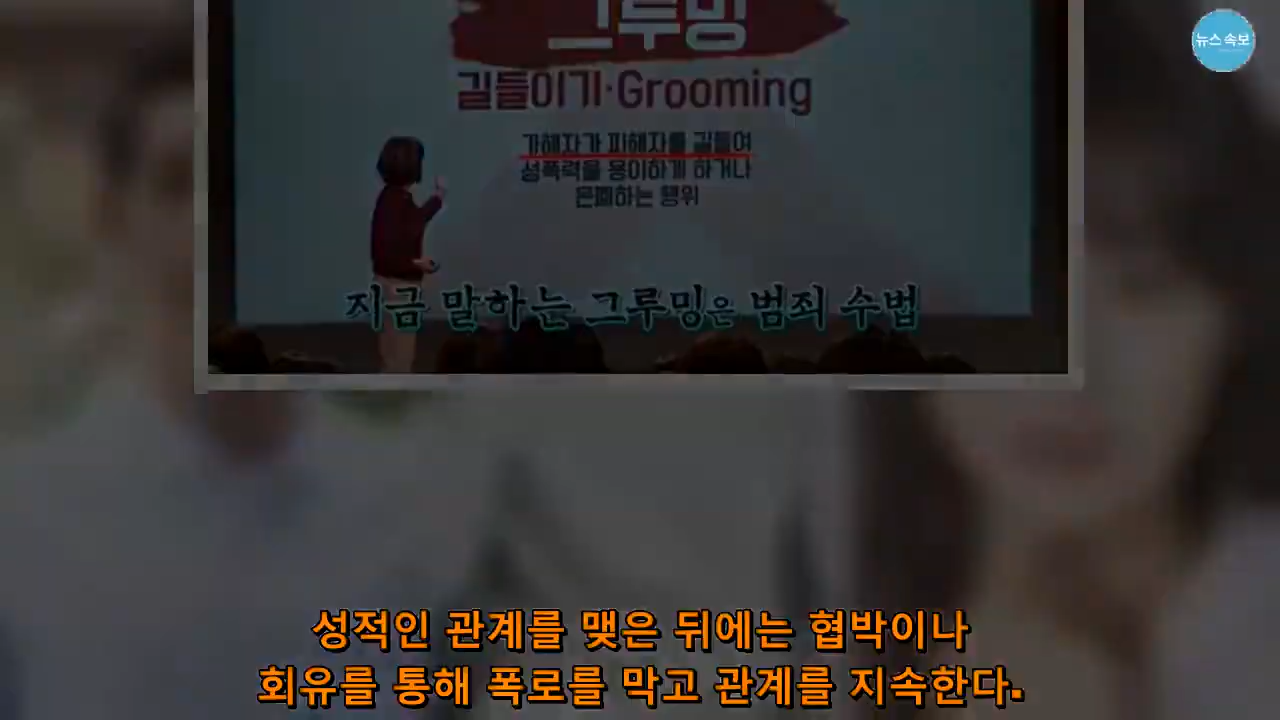 뉴스 속보
그루밍
길들이기·Grooming
가해자가 피해자를 길들여
성폭력을 용이하게 하거나
은폐하는 행위
지금 말하는 그루밍은 범죄 수법
성적인 관계를 맺은 뒤에는 협박이나
회유를 통해 폭로를 막고 관계를 지속한다.